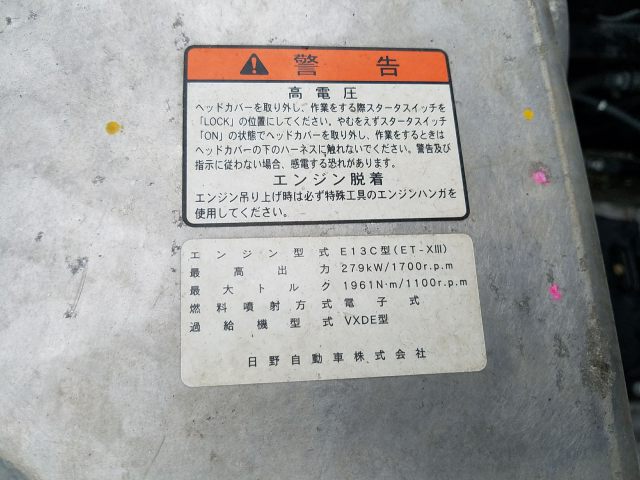 警告
高電圧
ヘッドカバーを取り外し、作業をする際スタータスイッチを
「LOCK」の位置にしてください。やむをえずスタータスイッチ
「ON」の状態でヘッドカバーを取り外し、作業をするときは
ヘッドカバーの下のハーネスに触れないでください。警告及び
指示に従わない場合、感電する恐れがあります。
エンジン脱着
エンジン吊り上げ時は必ず特殊工具のエンジンハンガを
使用してください。
エンジン型式 E13C型(ET-XIII)
最高出力 279kW/1700r.p.m
最大トルク 1961N·m/1100r.p.m
燃料噴射方式 電子式
過給機型式 VXDE型
日野自動車株式会社